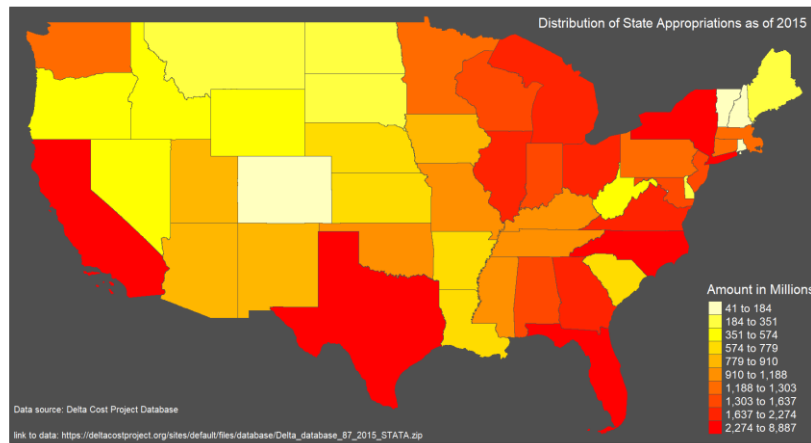 Distribution of State Appropriations as of 2015
Amount in Millions
41 to 184
184 to 351
351 to 574
574 to 779
779 to 910
910 to 1,188
1,188 to 1,303
1,303 to 1,637
1,637 to 2,274
2,274 to 8,887
Data source: Delta Cost Project Database
link to data: https://deltacostproject.org/sites/default/files/database/Delta_database_87_2015_STATA.zip